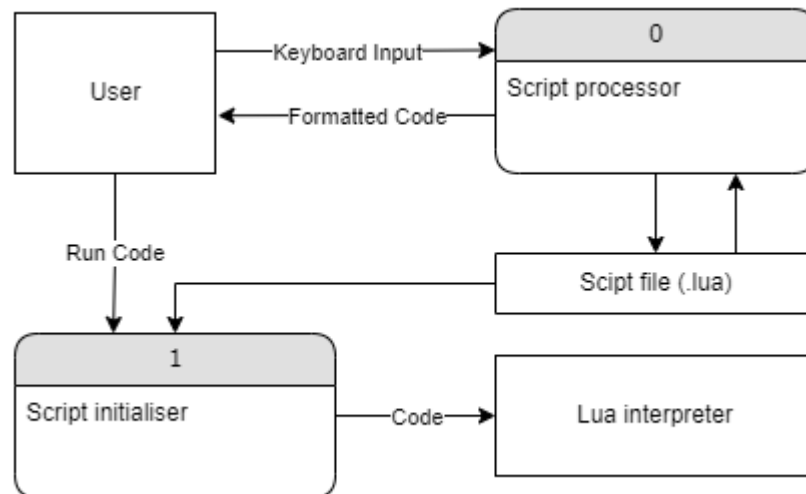 0
User
Keyboard Input
Script processor
Formatted Code
Run Code
Scipt file (.lua)
1
Script initialiser
Code
Lua interpreter